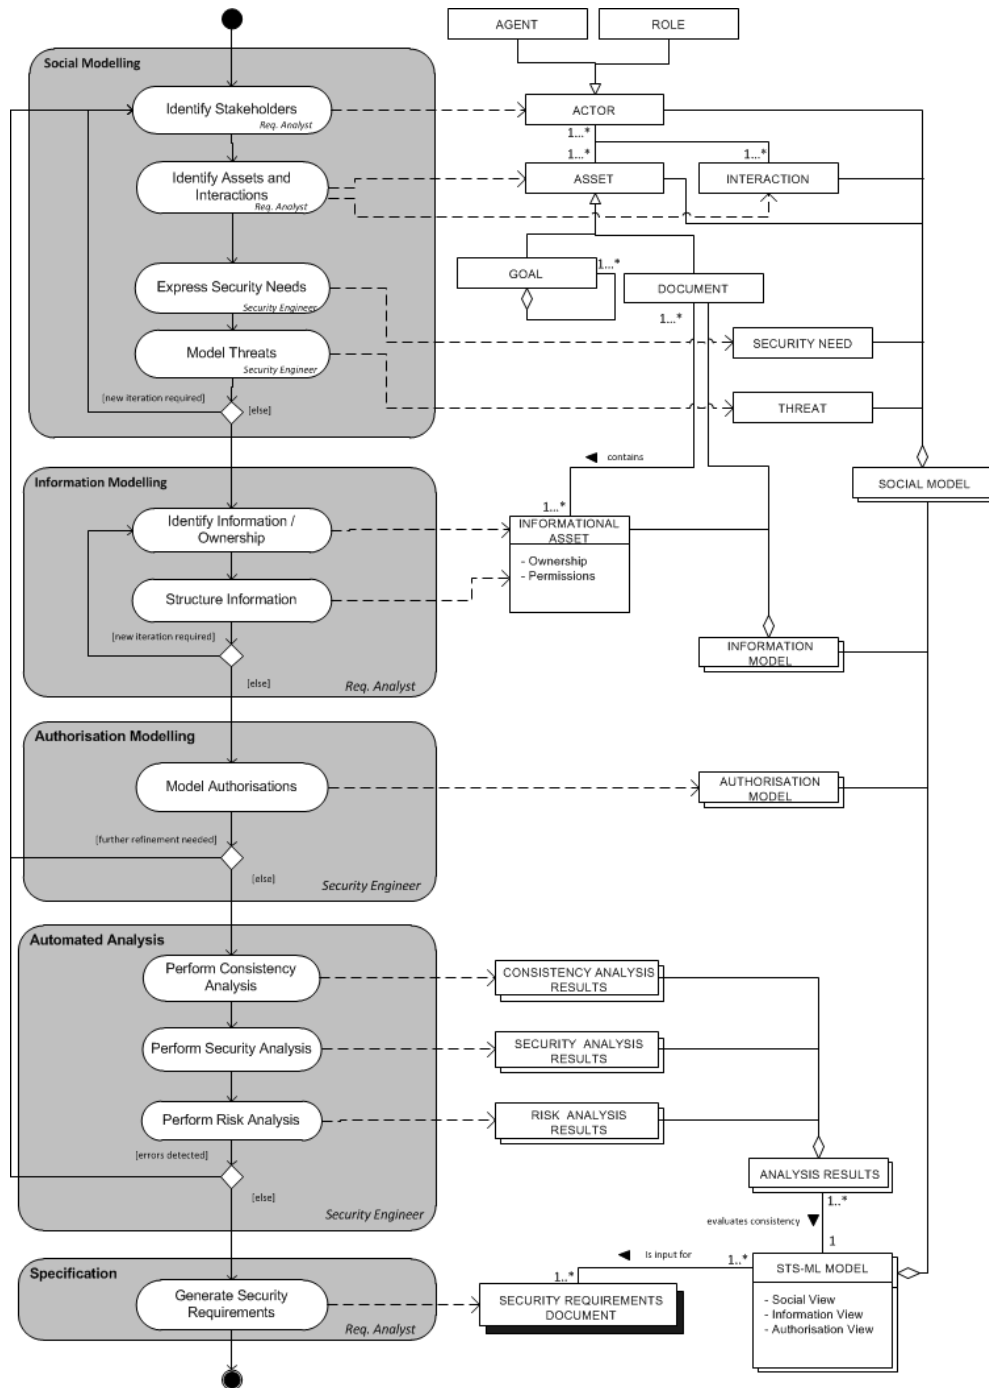 AGENT
ROLE
Social Modelling
Identify Stakeholders
Req. Analyst
ACTOR
1...*
1...*
1...*
Identify Assets and
Interactions
Req. Analyst
ASSET
INTERACTION
GOAL
1...*
DOCUMENT
1...*
Express Security Needs
Security Engineer
SECURITY NEED
Model Threats
Security Engineer
[new iteration required]
[else]
THREAT
contains
SOCIAL MODEL
Information Modelling
1...*
Identify Information /
Ownership
INFORMATIONAL
ASSET
- Ownership
- Permissions
Structure Information
[new iteration required]
[else]
Req. Analyst
INFORMATION
MODEL
Authorisation Modelling
Model Authorisations
AUTHORISATION
MODEL
[further refinement needed]
[else]
Security Engineer
Automated Analysis
Perform Consistency
Analysis
CONSISTENCY ANALYSIS
RESULTS
Perform Security Analysis
SECURITY ANALYSIS
RESULTS
Perform Risk Analysis
RISK ANALYSIS
RESULTS
[errors detected]
[else]
Security Engineer
ANALYSIS RESULTS
1..*
evaluates consistency
1
Specification
Is input for
1..*
1..*
STS-ML MODEL
- Social View
- Information View
- Authorisation View
Generate Security
Requirements
Req. Analyst
SECURITY REQUIREMENTS
DOCUMENT